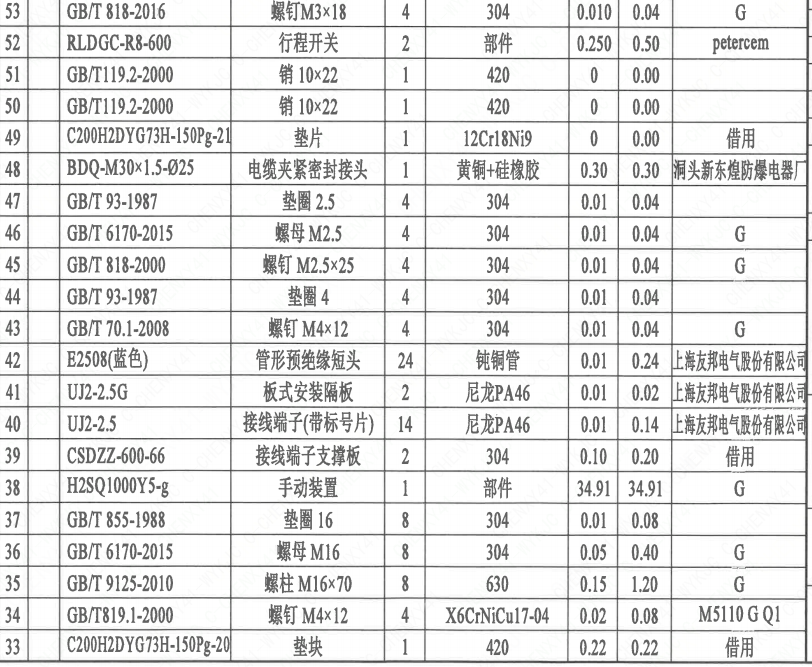 53 GB/T 818-2016 螺钉M3×18 4 304 0.010 0.04 G
52 RLDGC-R8-600 行程开关 2 部件 0.250 0.50 petercem
51 GB/T119.2-2000 销 10×22 1 420 0 0.00
50 GB/T119.2-2000 销 10×22 1 420 0 0.00
49 C200H2DYG73H-150Pg-21 垫片 1 12Cr18Ni9 0 0.00 借用
48 BDQ-M30×1.5-Ø25 电缆夹紧密封接头 1 黄铜+硅橡胶 0.30 0.30 洞头新东煌防爆电器厂
47 GB/T 93-1987 垫圈 2.5 4 304 0.01 0.04
46 GB/T 6170-2015 螺母 M2.5 4 304 0.01 0.04 G
45 GB/T 818-2000 螺钉 M2.5×25 4 304 0.01 0.04 G
44 GB/T 93-1987 垫圈 4 4 304 0.01 0.04
43 GB/T 70.1-2008 螺钉 M4×12 4 304 0.01 0.04 G
42 E2508(蓝色) 管形预绝缘短头 24 钝铜管 0.01 0.24 上海友邦电气股份有限公司
41 UJ2-2.5G 板式安装隔板 2 尼龙PA46 0.01 0.02 上海友邦电气股份有限公司
40 UJ2-2.5 接线端子(带标号片) 14 尼龙PA46 0.01 0.14 上海友邦电气股份有限公司
39 CSDZZ-600-66 接线端子支撑板 2 304 0.10 0.20 借用
38 H2SQ1000Y5-g 手动装置 1 部件 34.91 34.91 G
37 GB/T 855-1988 垫圈 16 8 304 0.01 0.08
36 GB/T 6170-2015 螺母 M16 8 304 0.05 0.40 G
35 GB/T 9125-2010 螺柱 M16×70 8 630 0.15 1.20 G
34 GB/T819.1-2000 螺钉 M4×12 4 X6CrNiCu17-04 0.02 0.08 M5110 G Q1
33 C200H2DYG73H-150Pg-20 垫块 1 420 0.22 0.22 借用